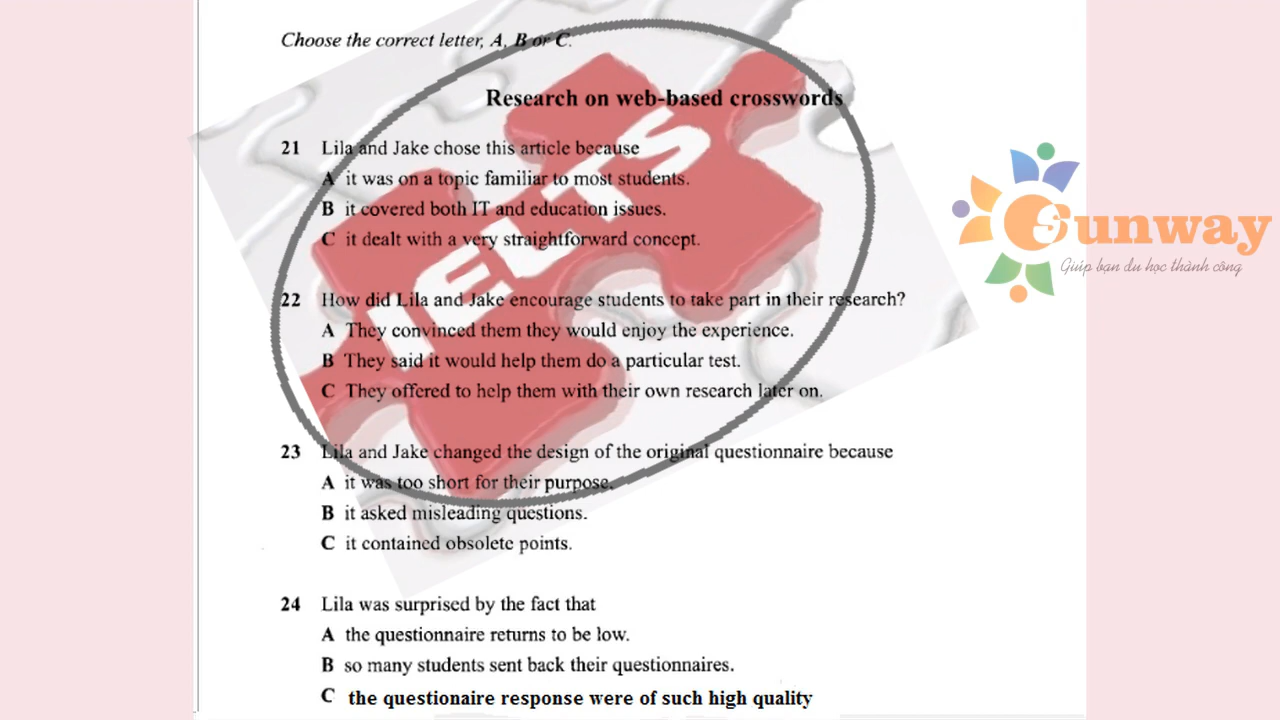 Choose the correct letter, A, B or C.
Research on web-based crosswords
21 Lila and Jake chose this article because
A it was on a topic familiar to most students.
B it covered both IT and education issues.
C it dealt with a very straightforward concept.
22 How did Lila and Jake encourage students to take part in their research?
A They convinced them they would enjoy the experience.
B They said it would help them do a particular test.
C They offered to help them with their own research later on.
23 Lila and Jake changed the design of the original questionnaire because
A it was too short for their purpose.
B it asked misleading questions.
C it contained obsolete points.
24 Lila was surprised by the fact that
A the questionnaire returns to be low.
B so many students sent back their questionnaires.
C the questionaire response were of such high quality
IELTS
Sunway
Giúp bạn du học thành công